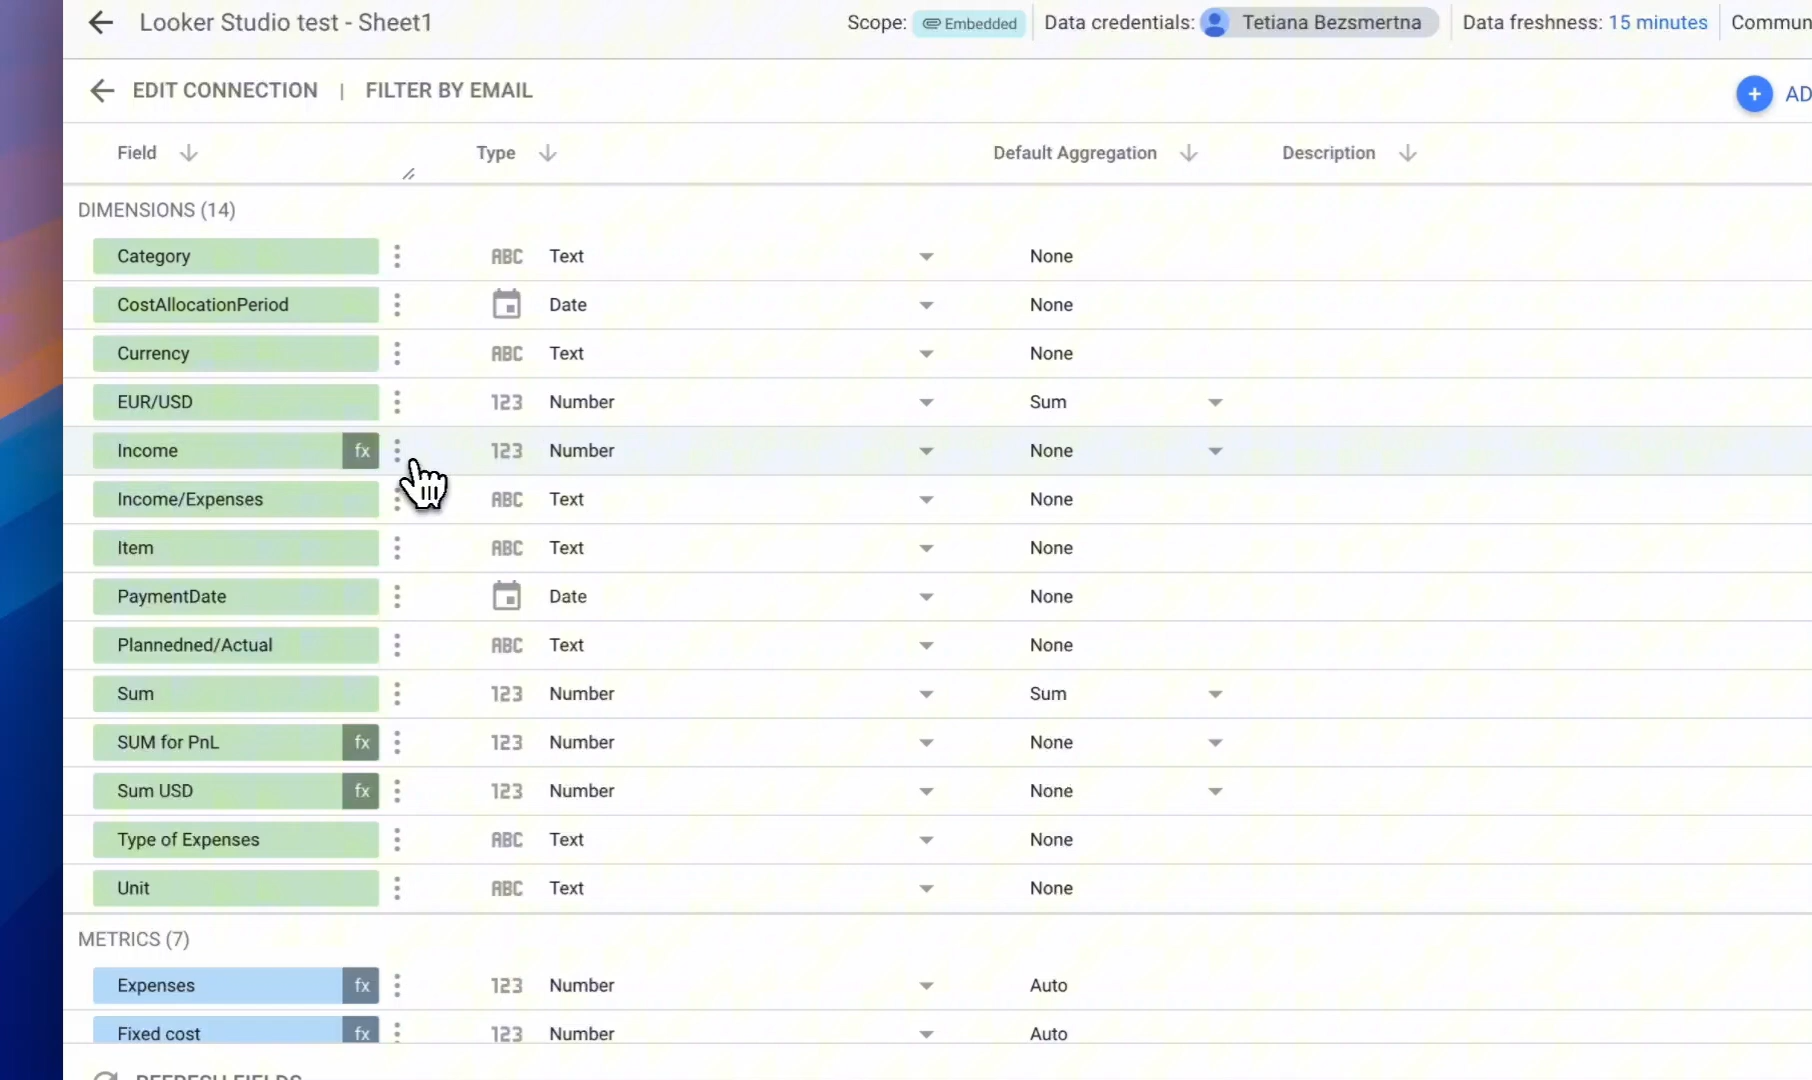 Looker Studio test - Sheet1
Scope: Embedded Data credentials: Tetiana Bezsmertna Data freshness: 15 minutes Commun
EDIT CONNECTION | FILTER BY EMAIL
AD
Field Type Default Aggregation Description
DIMENSIONS (14)
Category ABC Text None
CostAllocationPeriod Date None
Currency ABC Text None
EUR/USD 123 Number Sum
Income fx 123 Number None
Income/Expenses ABC Text None
Item ABC Text None
PaymentDate Date None
Plannedned/Actual ABC Text None
Sum 123 Number Sum
SUM for PnL fx 123 Number None
Sum USD fx 123 Number None
Type of Expenses ABC Text None
Unit ABC Text None
METRICS (7)
Expenses fx 123 Number Auto
Fixed cost fx 123 Number Auto
REFRESH FIELDS